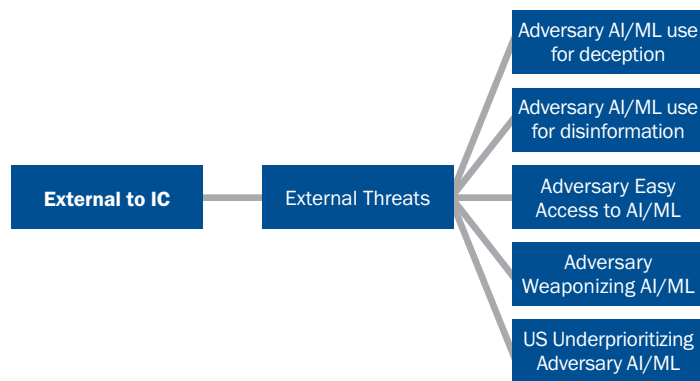 External to IC
External Threats
Adversary AI/ML use
for deception
Adversary AI/ML use
for disinformation
Adversary Easy
Access to AI/ML
Adversary
Weaponizing AI/ML
US Underprioritizing
Adversary AI/ML